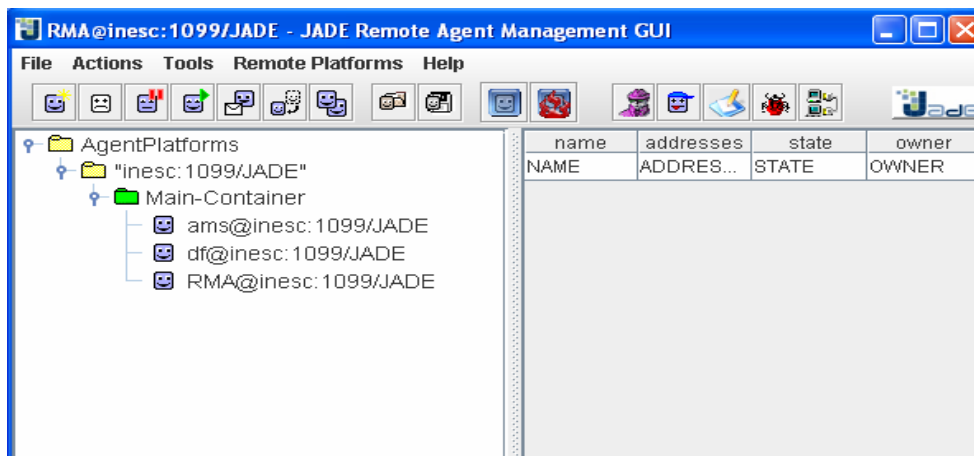 RMA@inesc:1099/JADE - JADE Remote Agent Management GUI
File Actions Tools Remote Platforms Help
Jade
AgentPlatforms
"inesc:1099/JADE"
Main-Container
ams@inesc:1099/JADE
df@inesc:1099/JADE
RMA@inesc:1099/JADE
name addresses state owner
NAME ADDRES... STATE OWNER